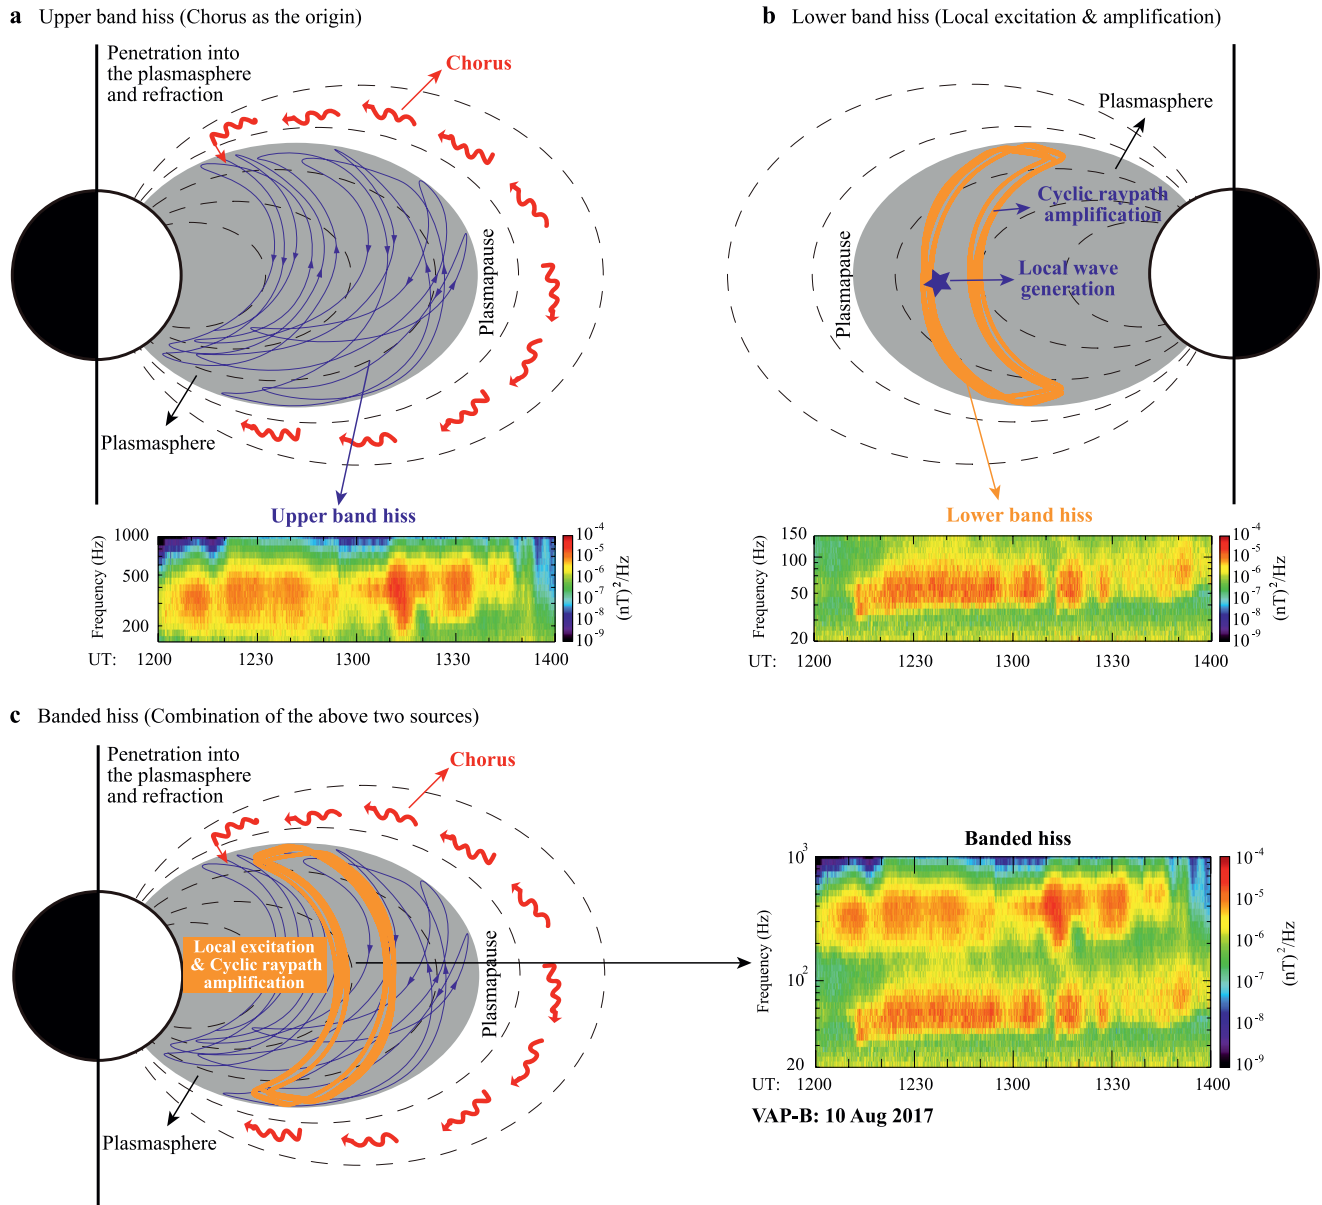 a Upper band hiss (Chorus as the origin)
Penetration into
the plasmasphere
and refraction
Chorus
Plasmapause
Plasmasphere
Upper band hiss
Frequency (Hz)
1000
500
200
UT: 1200 1230 1300 1330 1400
10-4
10-5
10-6
10-7
10-8
10-9
(nT)2/Hz
b Lower band hiss (Local excitation & amplification)
Plasmasphere
Cyclic raypath
amplification
Local wave
generation
Plasmapause
Lower band hiss
Frequency (Hz)
150
100
50
20
UT: 1200 1230 1300 1330 1400
10-4
10-5
10-6
10-7
10-8
10-9
(nT)2/Hz
c Banded hiss (Combination of the above two sources)
Penetration into
the plasmasphere
and refraction
Chorus
Local excitation
& Cyclic raypath
amplification
Plasmapause
Plasmasphere
Banded hiss
Frequency (Hz)
103
102
20
UT: 1200 1230 1300 1330 1400
10-4
10-5
10-6
10-7
10-8
10-9
(nT)2/Hz
VAP-B: 10 Aug 2017